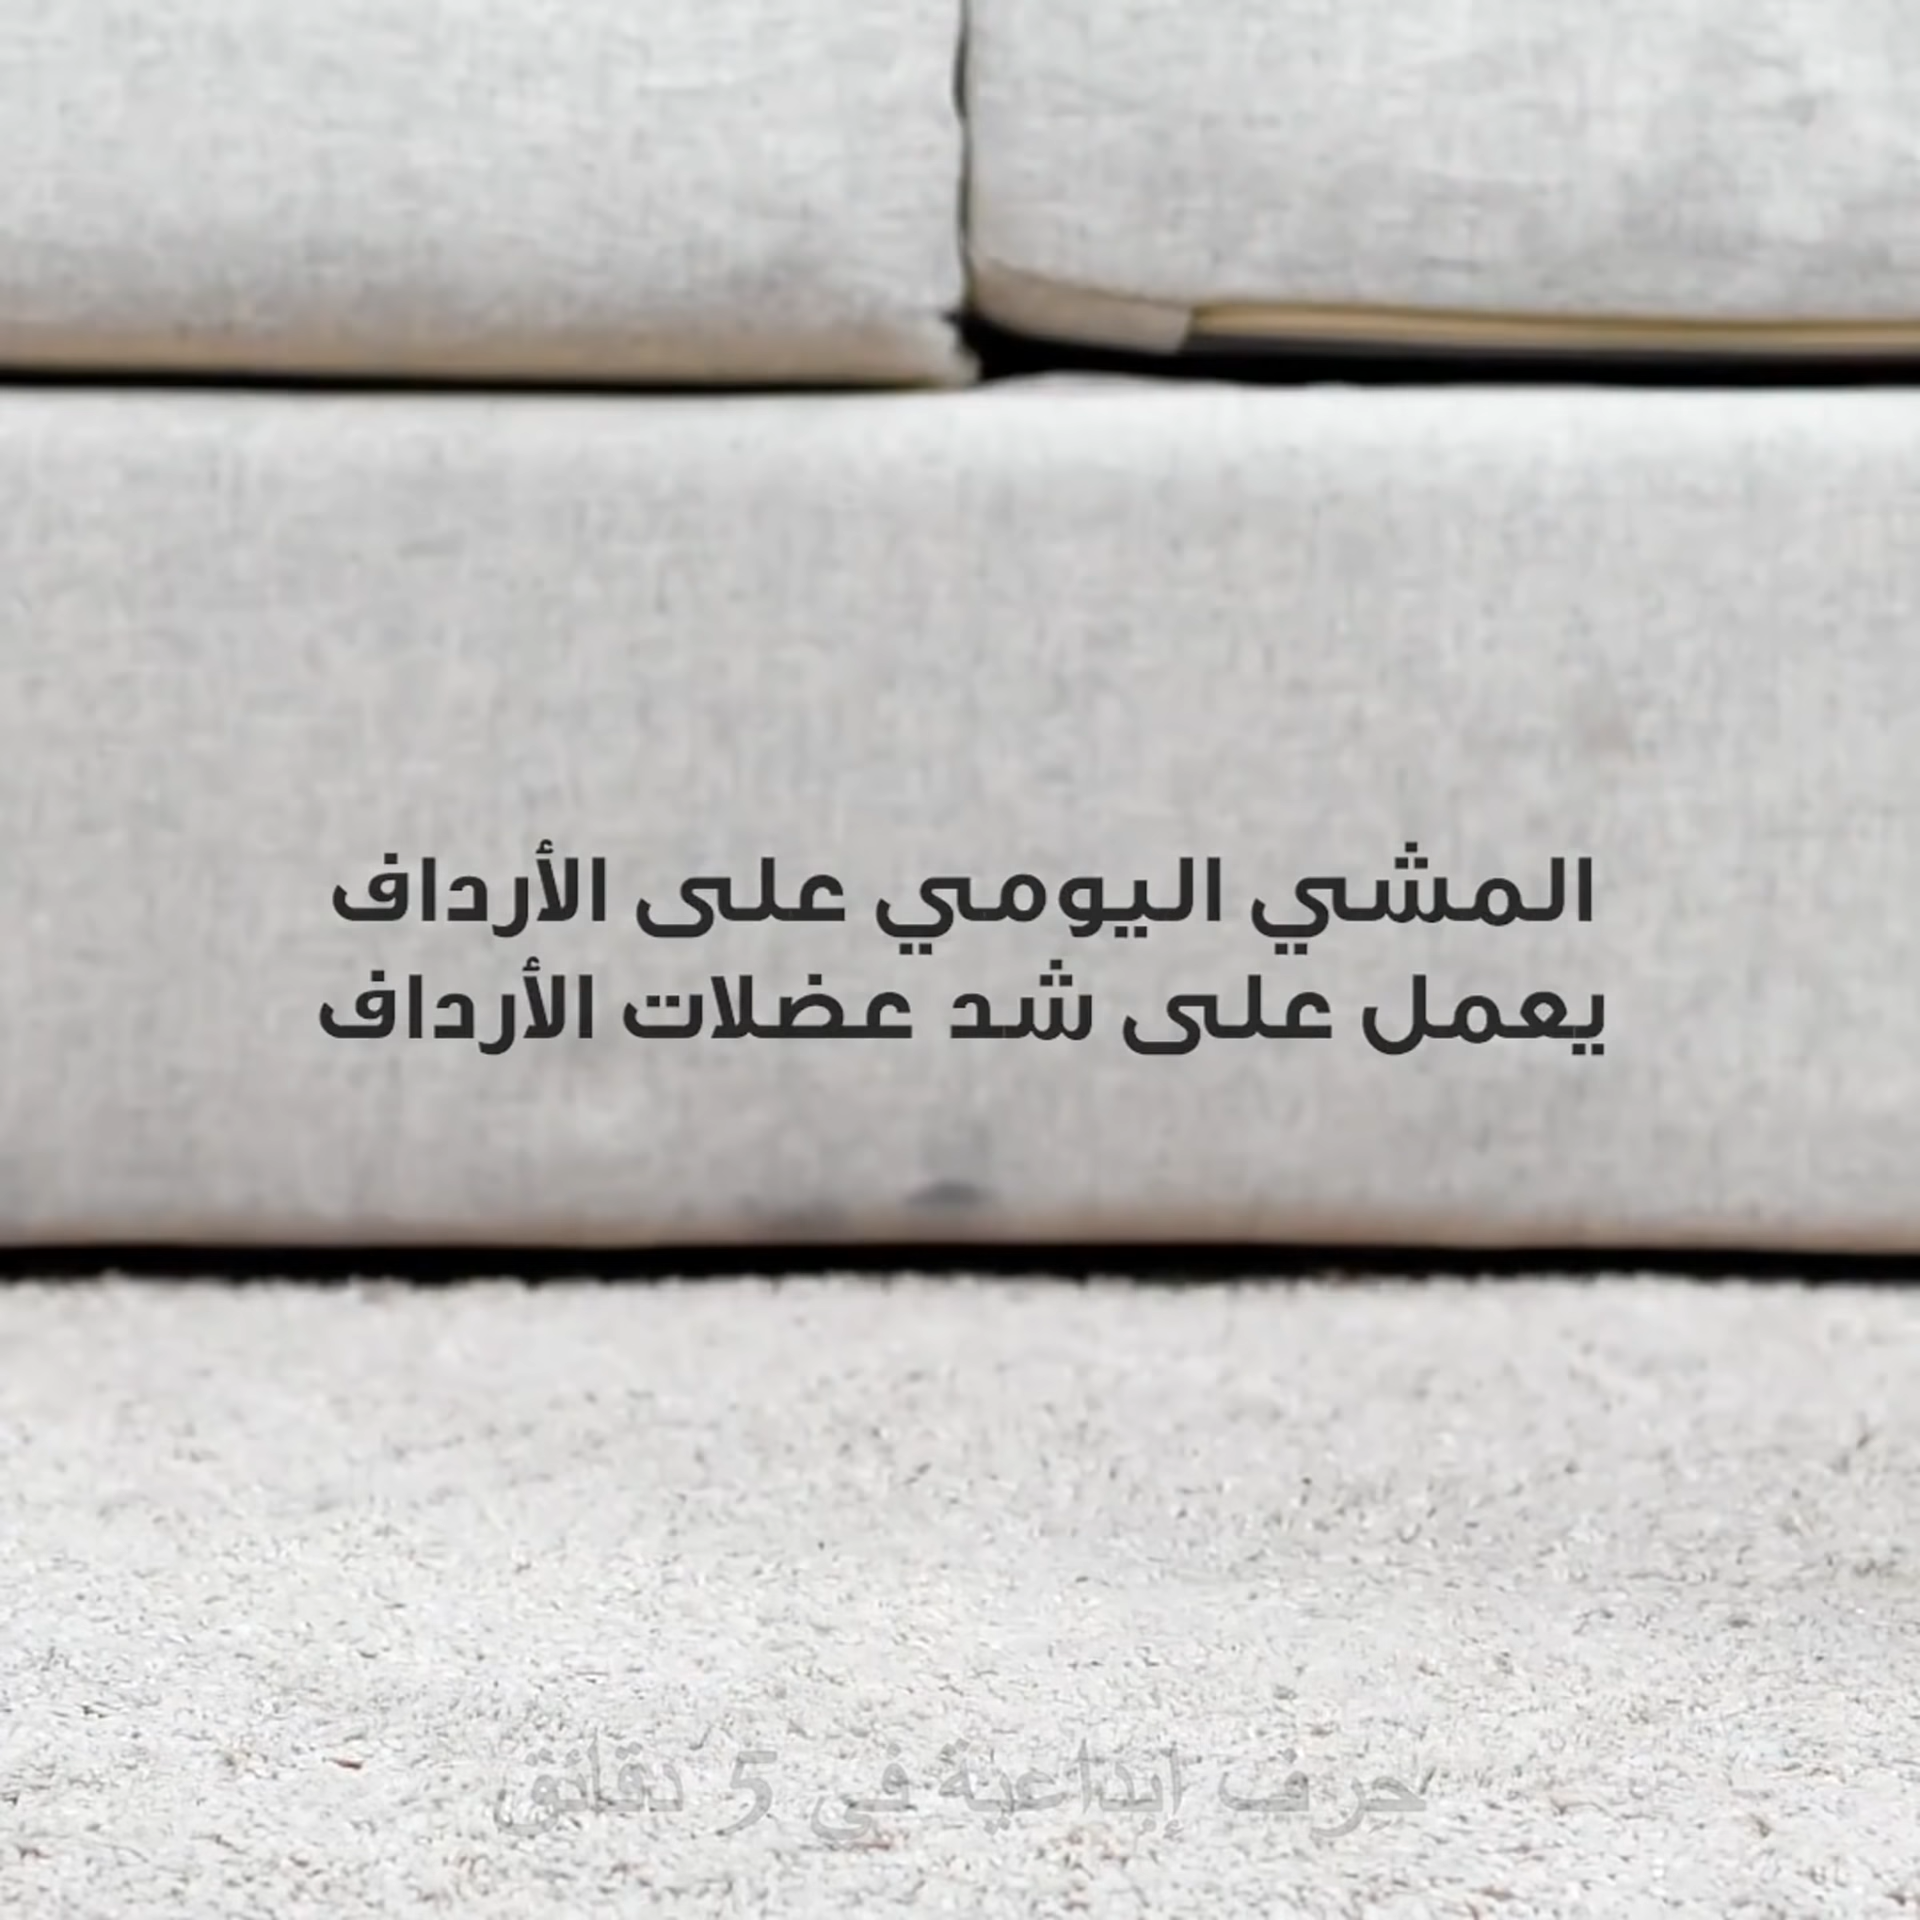 المشي اليومي على الأرداف
يعمل على شد عضلات الأرداف
حرف إبداعية في 5 دقائق